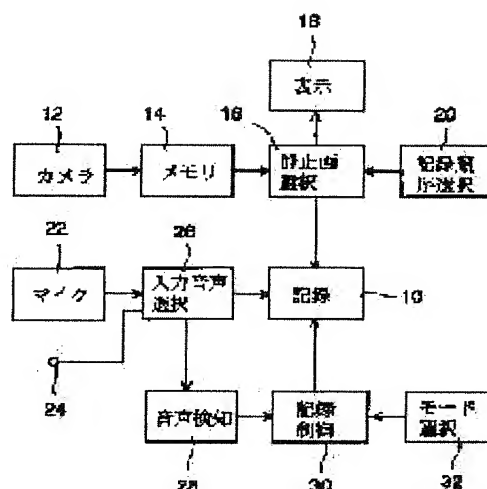 18
表示
12
14
16
20
カメラ
メモリ
静止画
選択
記録順
序選択
22
26
マイク
入力音声
選択
記録
10
24
音声検知
記録
制御
モード
選択
28
30
32